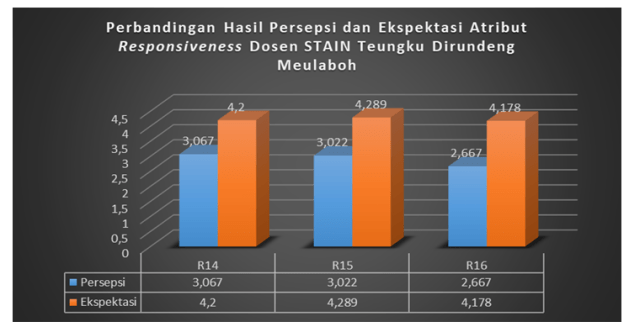 Perbandingan Hasil Persepsi dan Ekspektasi Atribut
Responsiveness Dosen STAIN Teungku Dirundeng
Meulaboh
4,5
4
3,5
3
2,5
2
1,5
1
0,5
0
3,067
4,2
3,022
4,289
2,667
4,178
R14 R15 R16
Persepsi 3,067 3,022 2,667
Ekspektasi 4,2 4,289 4,178